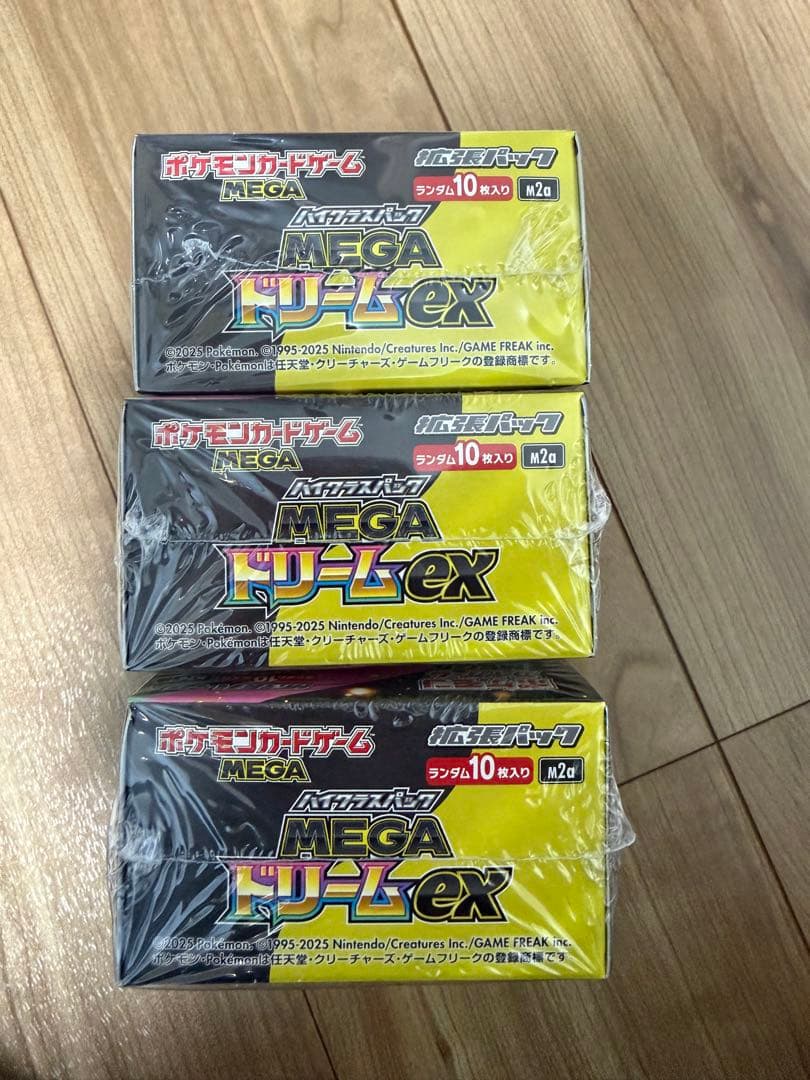 ポケモンカードゲーム
MEGA
拡張パック
ランダム10枚入り M2a
ハイクラスパック
MEGA
ドリームex
©2025 Pokémon. ©1995-2025 Nintendo/Creatures Inc./GAME FREAK inc.
ポケモン・Pokémonは任天堂・クリーチャーズ・ゲームフリークの登録商標です。
ポケモンカードゲーム
MEGA
拡張パック
ランダム10枚入り M2a
ハイクラスパック
MEGA
ドリームex
©2025 Pokémon. ©1995-2025 Nintendo/Creatures Inc./GAME FREAK inc.
ポケモン・Pokémonは任天堂・クリーチャーズ・ゲームフリークの登録商標です。
ポケモンカードゲーム
MEGA
拡張パック
ランダム10枚入り M2a
ハイクラスパック
MEGA
ドリームex
©2025 Pokémon. ©1995-2025 Nintendo/Creatures Inc./GAME FREAK inc.
ポケモン・Pokémonは任天堂・クリーチャーズ・ゲームフリークの登録商標です